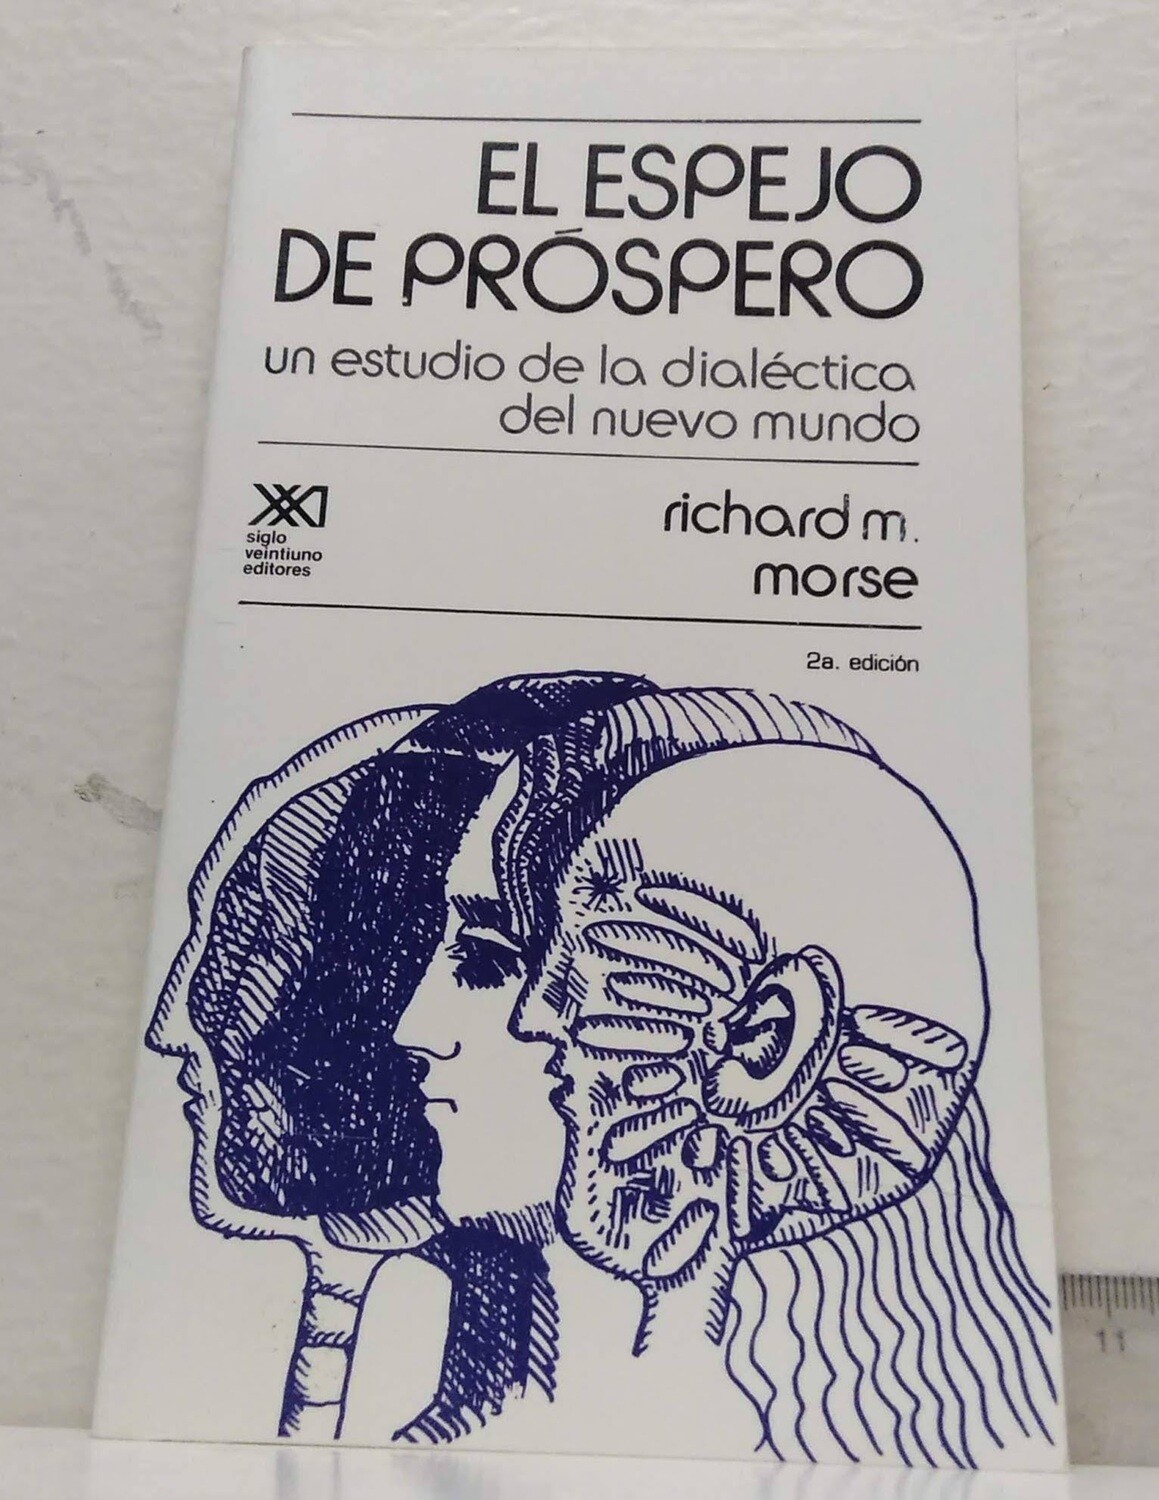 EL ESPEJO
DE PRÓSPERO
un estudio de la dialéctica
del nuevo mundo
XXI
siglo
veintiuno
editores
richard m.
morse
2a. edición
11